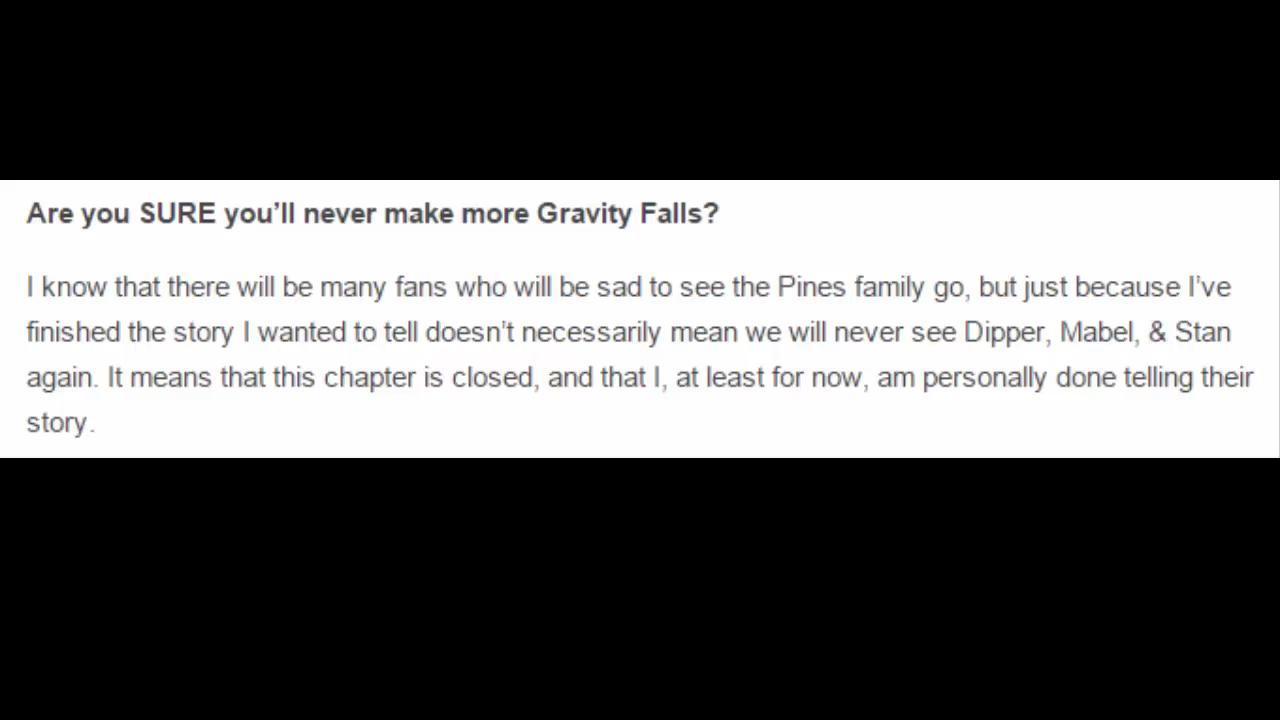 Are you SURE you’ll never make more Gravity Falls?
I know that there will be many fans who will be sad to see the Pines family go, but just because I’ve
finished the story I wanted to tell doesn’t necessarily mean we will never see Dipper, Mabel, & Stan
again. It means that this chapter is closed, and that I, at least for now, am personally done telling their
story.